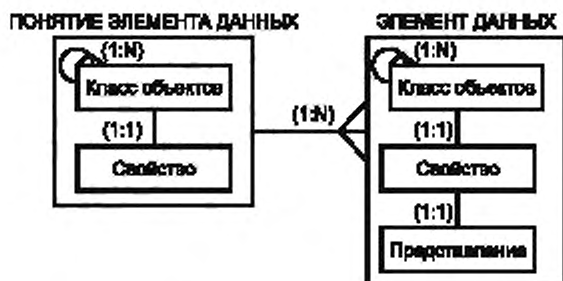 ПОНЯТИЕ ЭЛЕМЕНТА ДАННЫХ
(1:N)
Класс объектов
(1:1)
Свойство
(1:N)
ЭЛЕМЕНТ ДАННЫХ
(1:N)
Класс объектов
(1:1)
Свойство
(1:1)
Представление